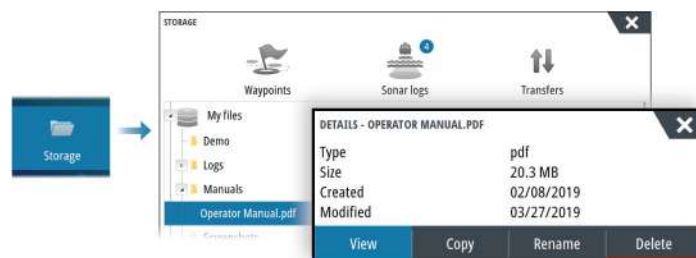 STORAGE
4
Waypoints Sonar logs Transfers
Storage
My files
Demo
Logs
Manuals
Operator Manual.pdf
Screenshots
DETAILS - OPERATOR MANUAL.PDF
Type pdf
Size 20.3 MB
Created 02/08/2019
Modified 03/27/2019
View Copy Rename Delete